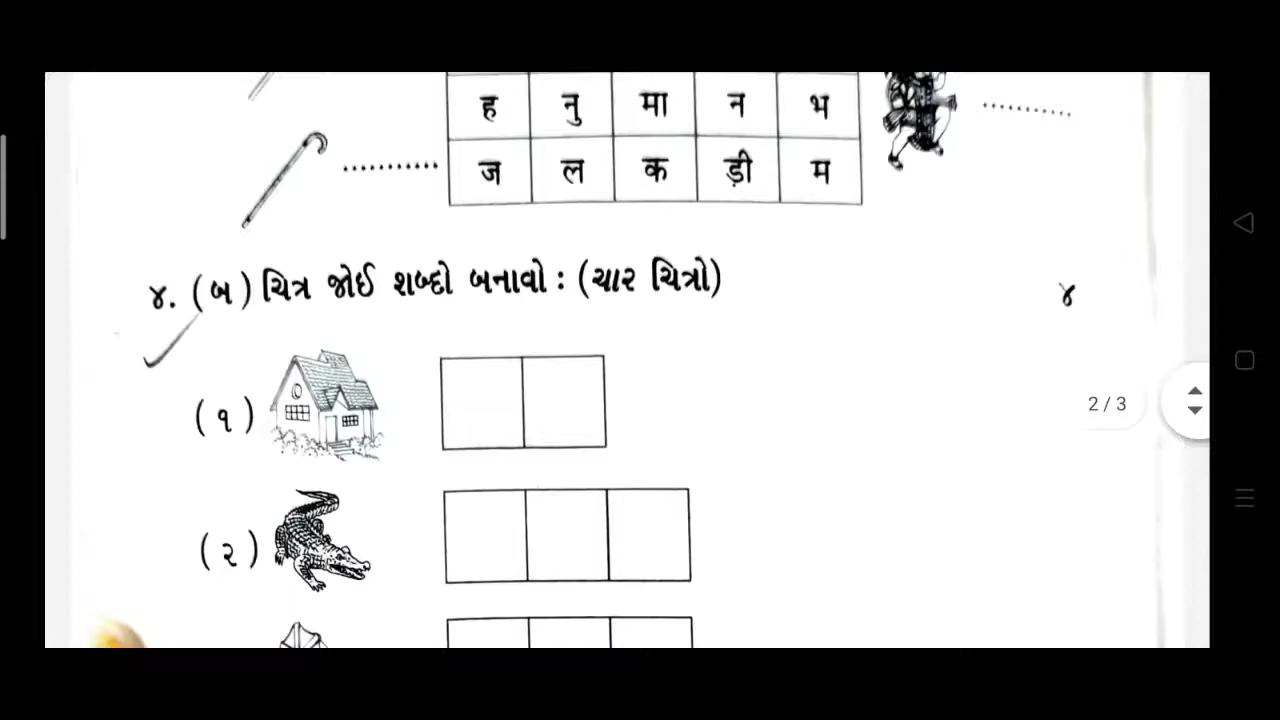 ह नु मा न भ
............
...........
ज ल क ड़ी म
૪. (બ) ચિત્ર જોઈ શબ્દો બનાવો : (ચાર ચિત્રો) ૪
(૧)
2 / 3
(૨)